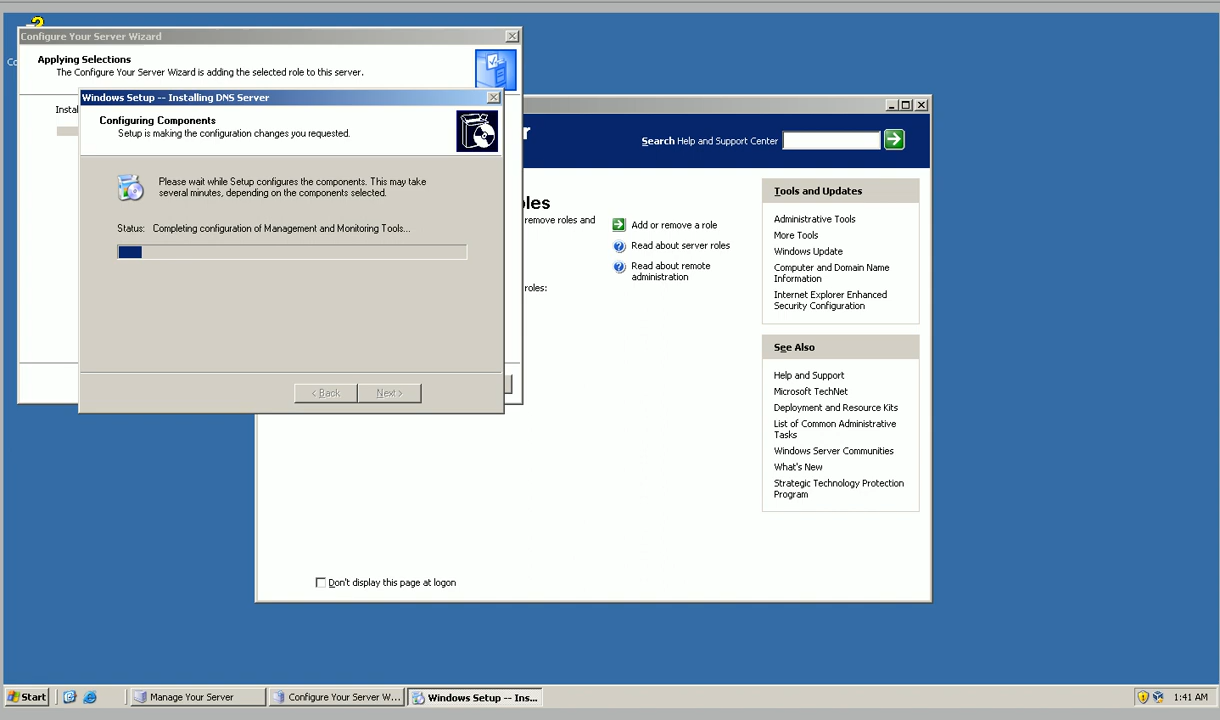 Configure Your Server Wizard
Applying Selections
The Configure Your Server Wizard is adding the selected role to this server.
Windows Setup -- Installing DNS Server
Configuring Components
Setup is making the configuration changes you requested.
Please wait while Setup configures the components. This may take
several minutes, depending on the components selected.
Status: Completing configuration of Management and Monitoring Tools...
< Back
Next >
Search Help and Support Center
remove roles and
roles:
Add or remove a role
Read about server roles
Read about remote
administration
Tools and Updates
Administrative Tools
More Tools
Windows Update
Computer and Domain Name
Information
Internet Explorer Enhanced
Security Configuration
See Also
Help and Support
Microsoft TechNet
Deployment and Resource Kits
List of Common Administrative
Tasks
Windows Server Communities
What's New
Strategic Technology Protection
Program
Don't display this page at logon
Start
Manage Your Server
Configure Your Server W...
Windows Setup -- Ins...
1:41 AM